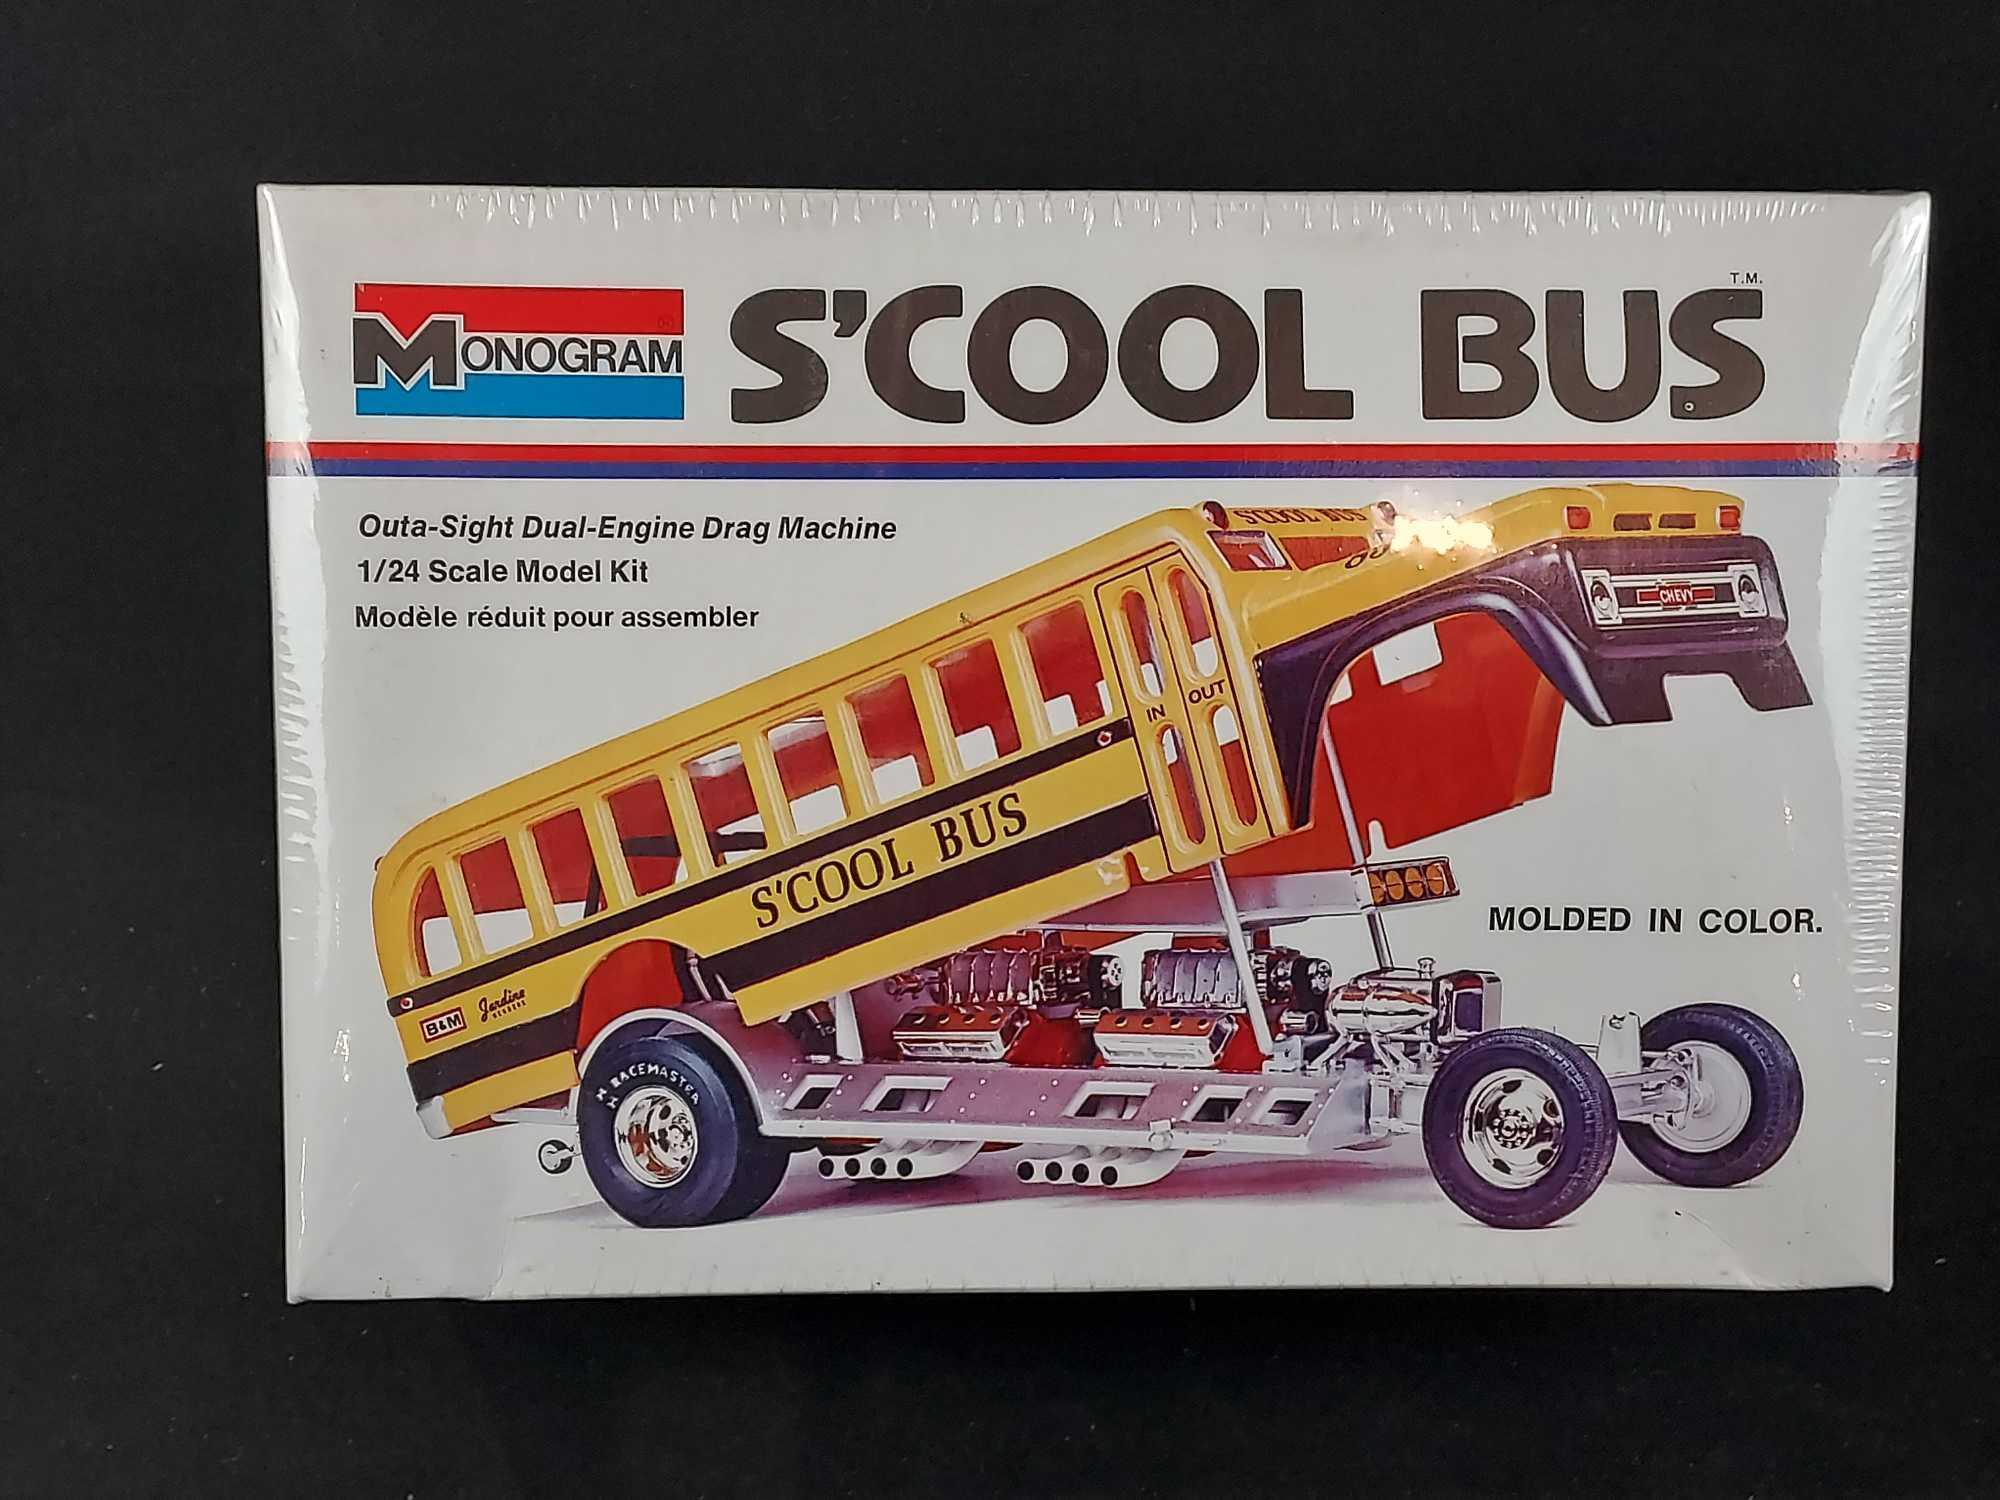 MONOGRAM ®
S'COOL BUS T.M.
Outa-Sight Dual-Engine Drag Machine
1/24 Scale Model Kit
Modèle réduit pour assembler
S'COOL BUS
CHEVY
IN OUT
S'COOL BUS
MOLDED IN COLOR.
B&M Jardine HEADERS
RACEMASTER